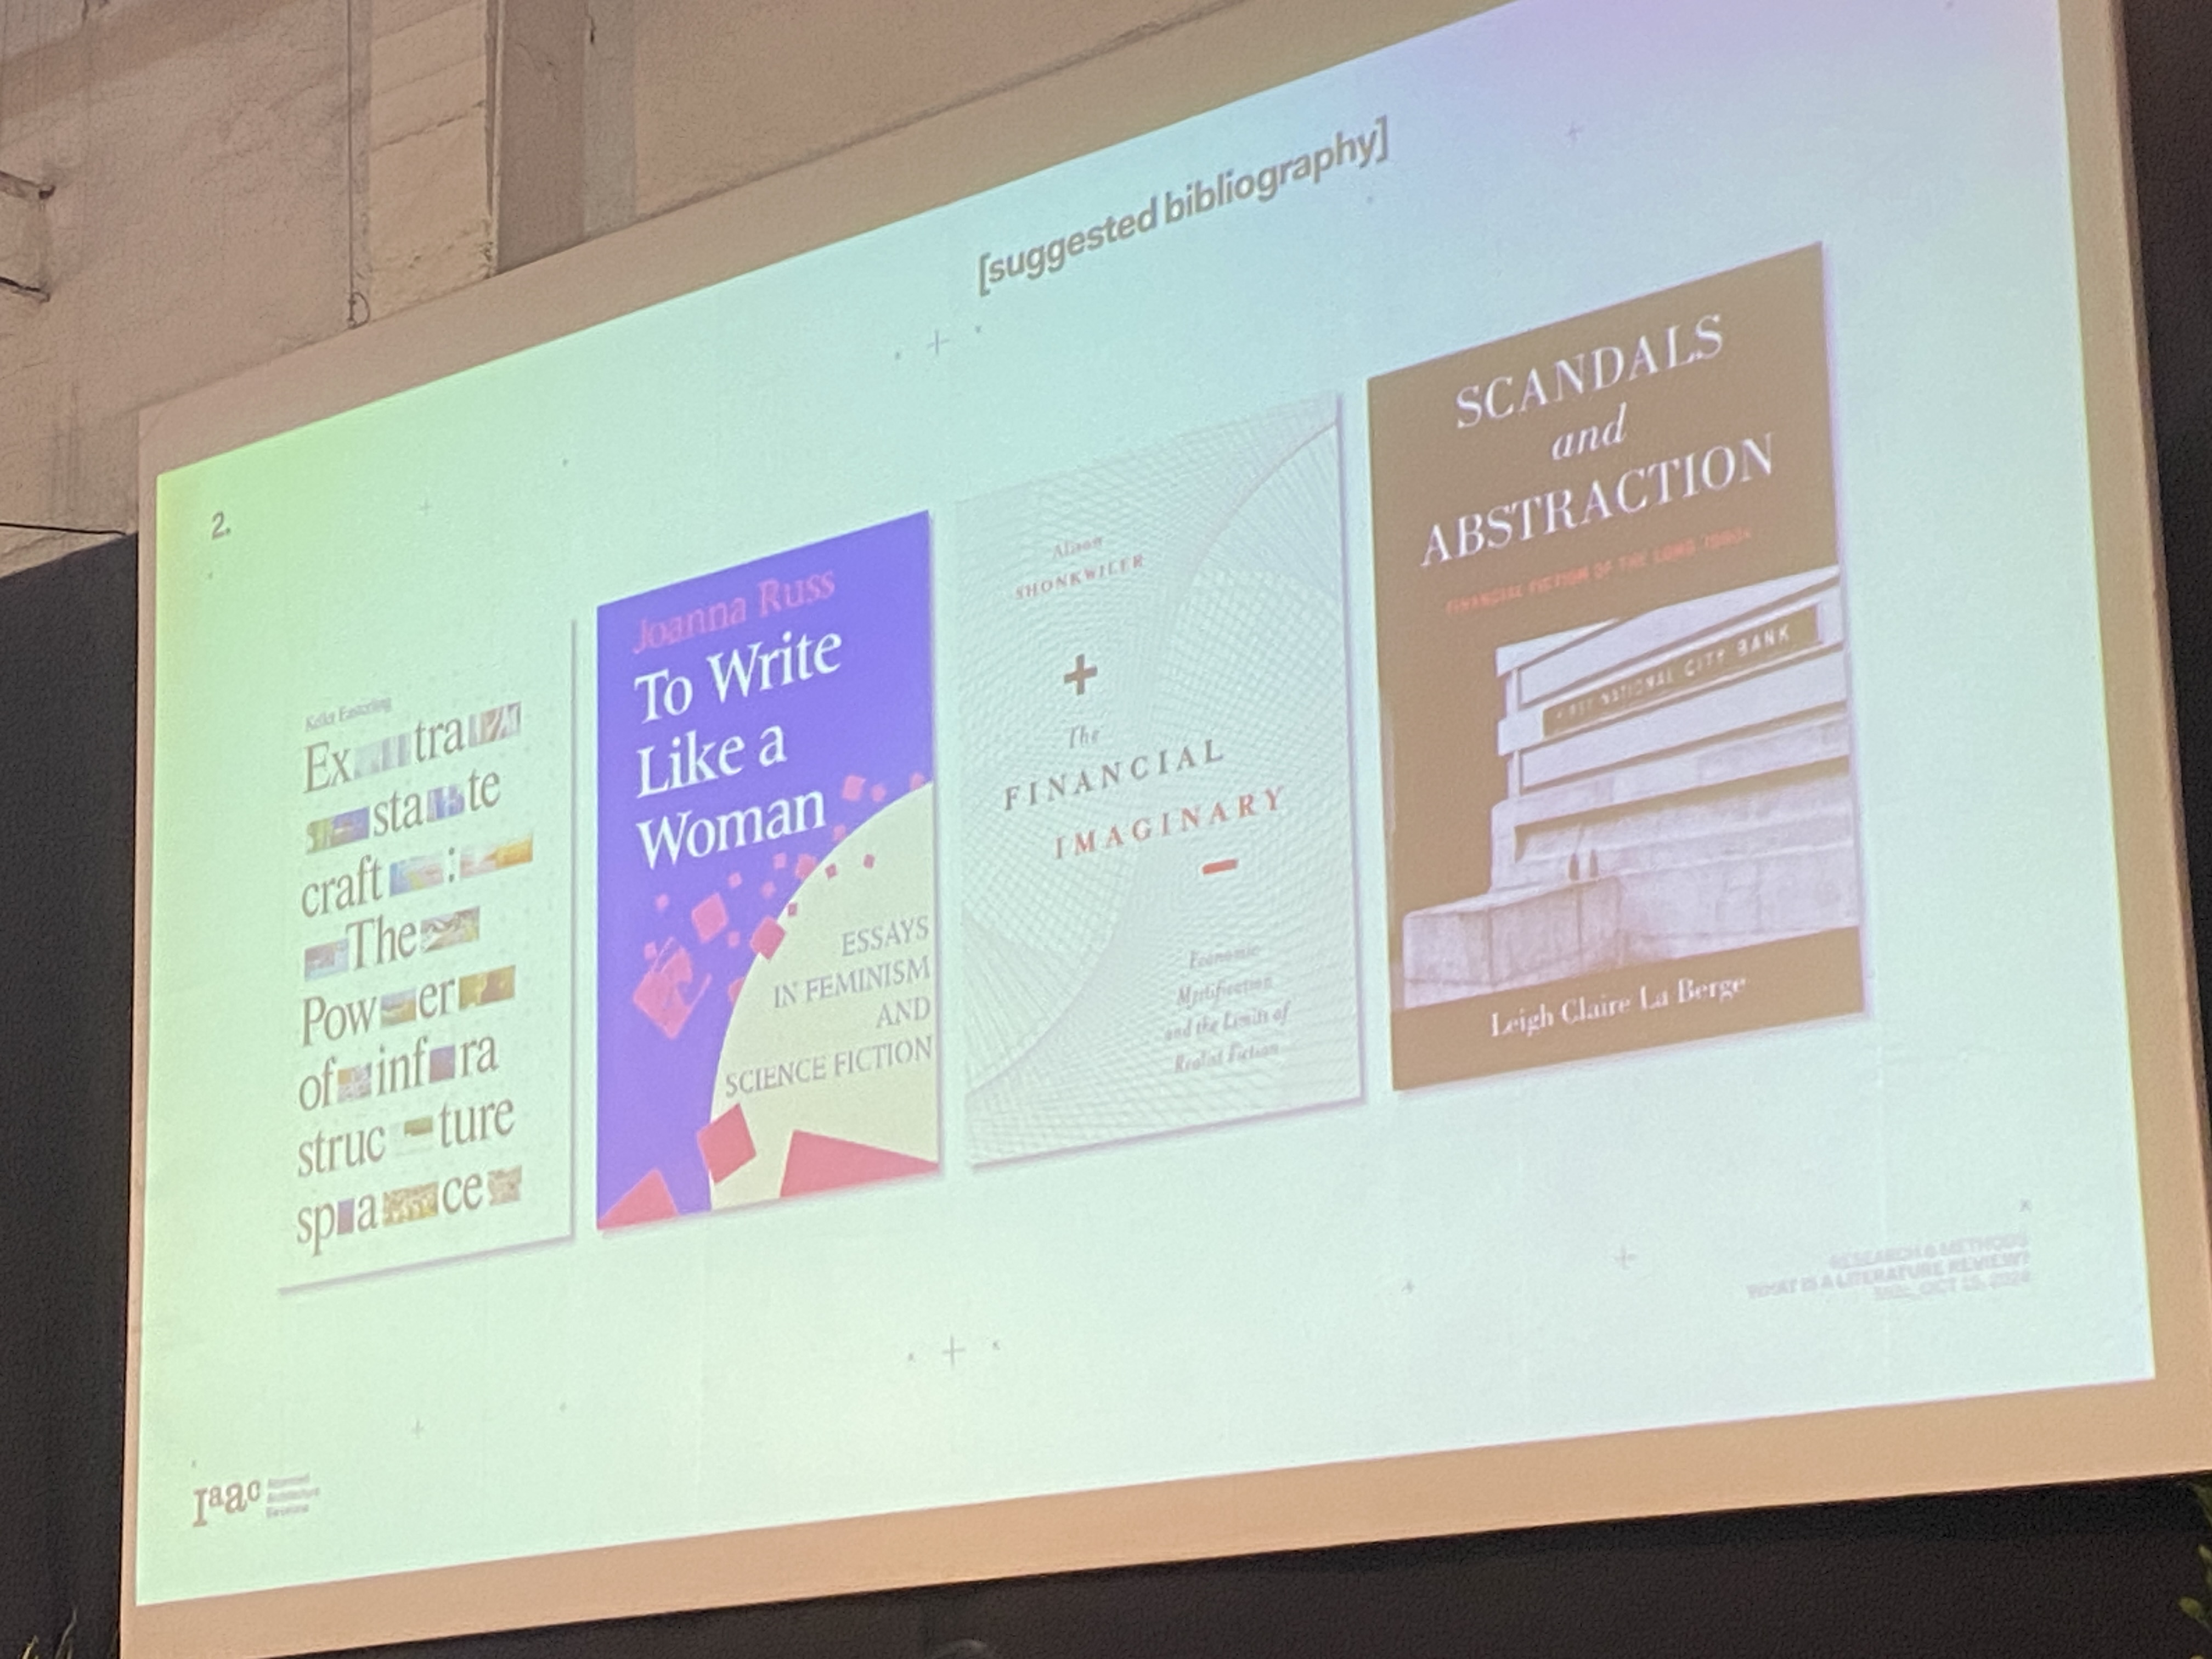 [suggested bibliography]
2.
Keller Easterling
Ex tra
sta te
craft :
The
Pow er
of inf ra
struc ture
sp a ce
Joanna Russ
To Write
Like a
Woman
ESSAYS
IN FEMINISM
AND
SCIENCE FICTION
Alison
SHONKWILER
+
The
FINANCIAL
IMAGINARY
Economic
Mystification
and the Limits of
Realist Fiction
SCANDALS
and
ABSTRACTION
FINANCIAL FICTION OF THE LONG 1980s
FIRST NATIONAL CITY BANK
Leigh Claire La Berge
RESEARCH & METHODS
WHAT IS A LITERATURE REVIEW?
OCT 15, 2024
Iaac
Advanced
Architecture
Barcelona